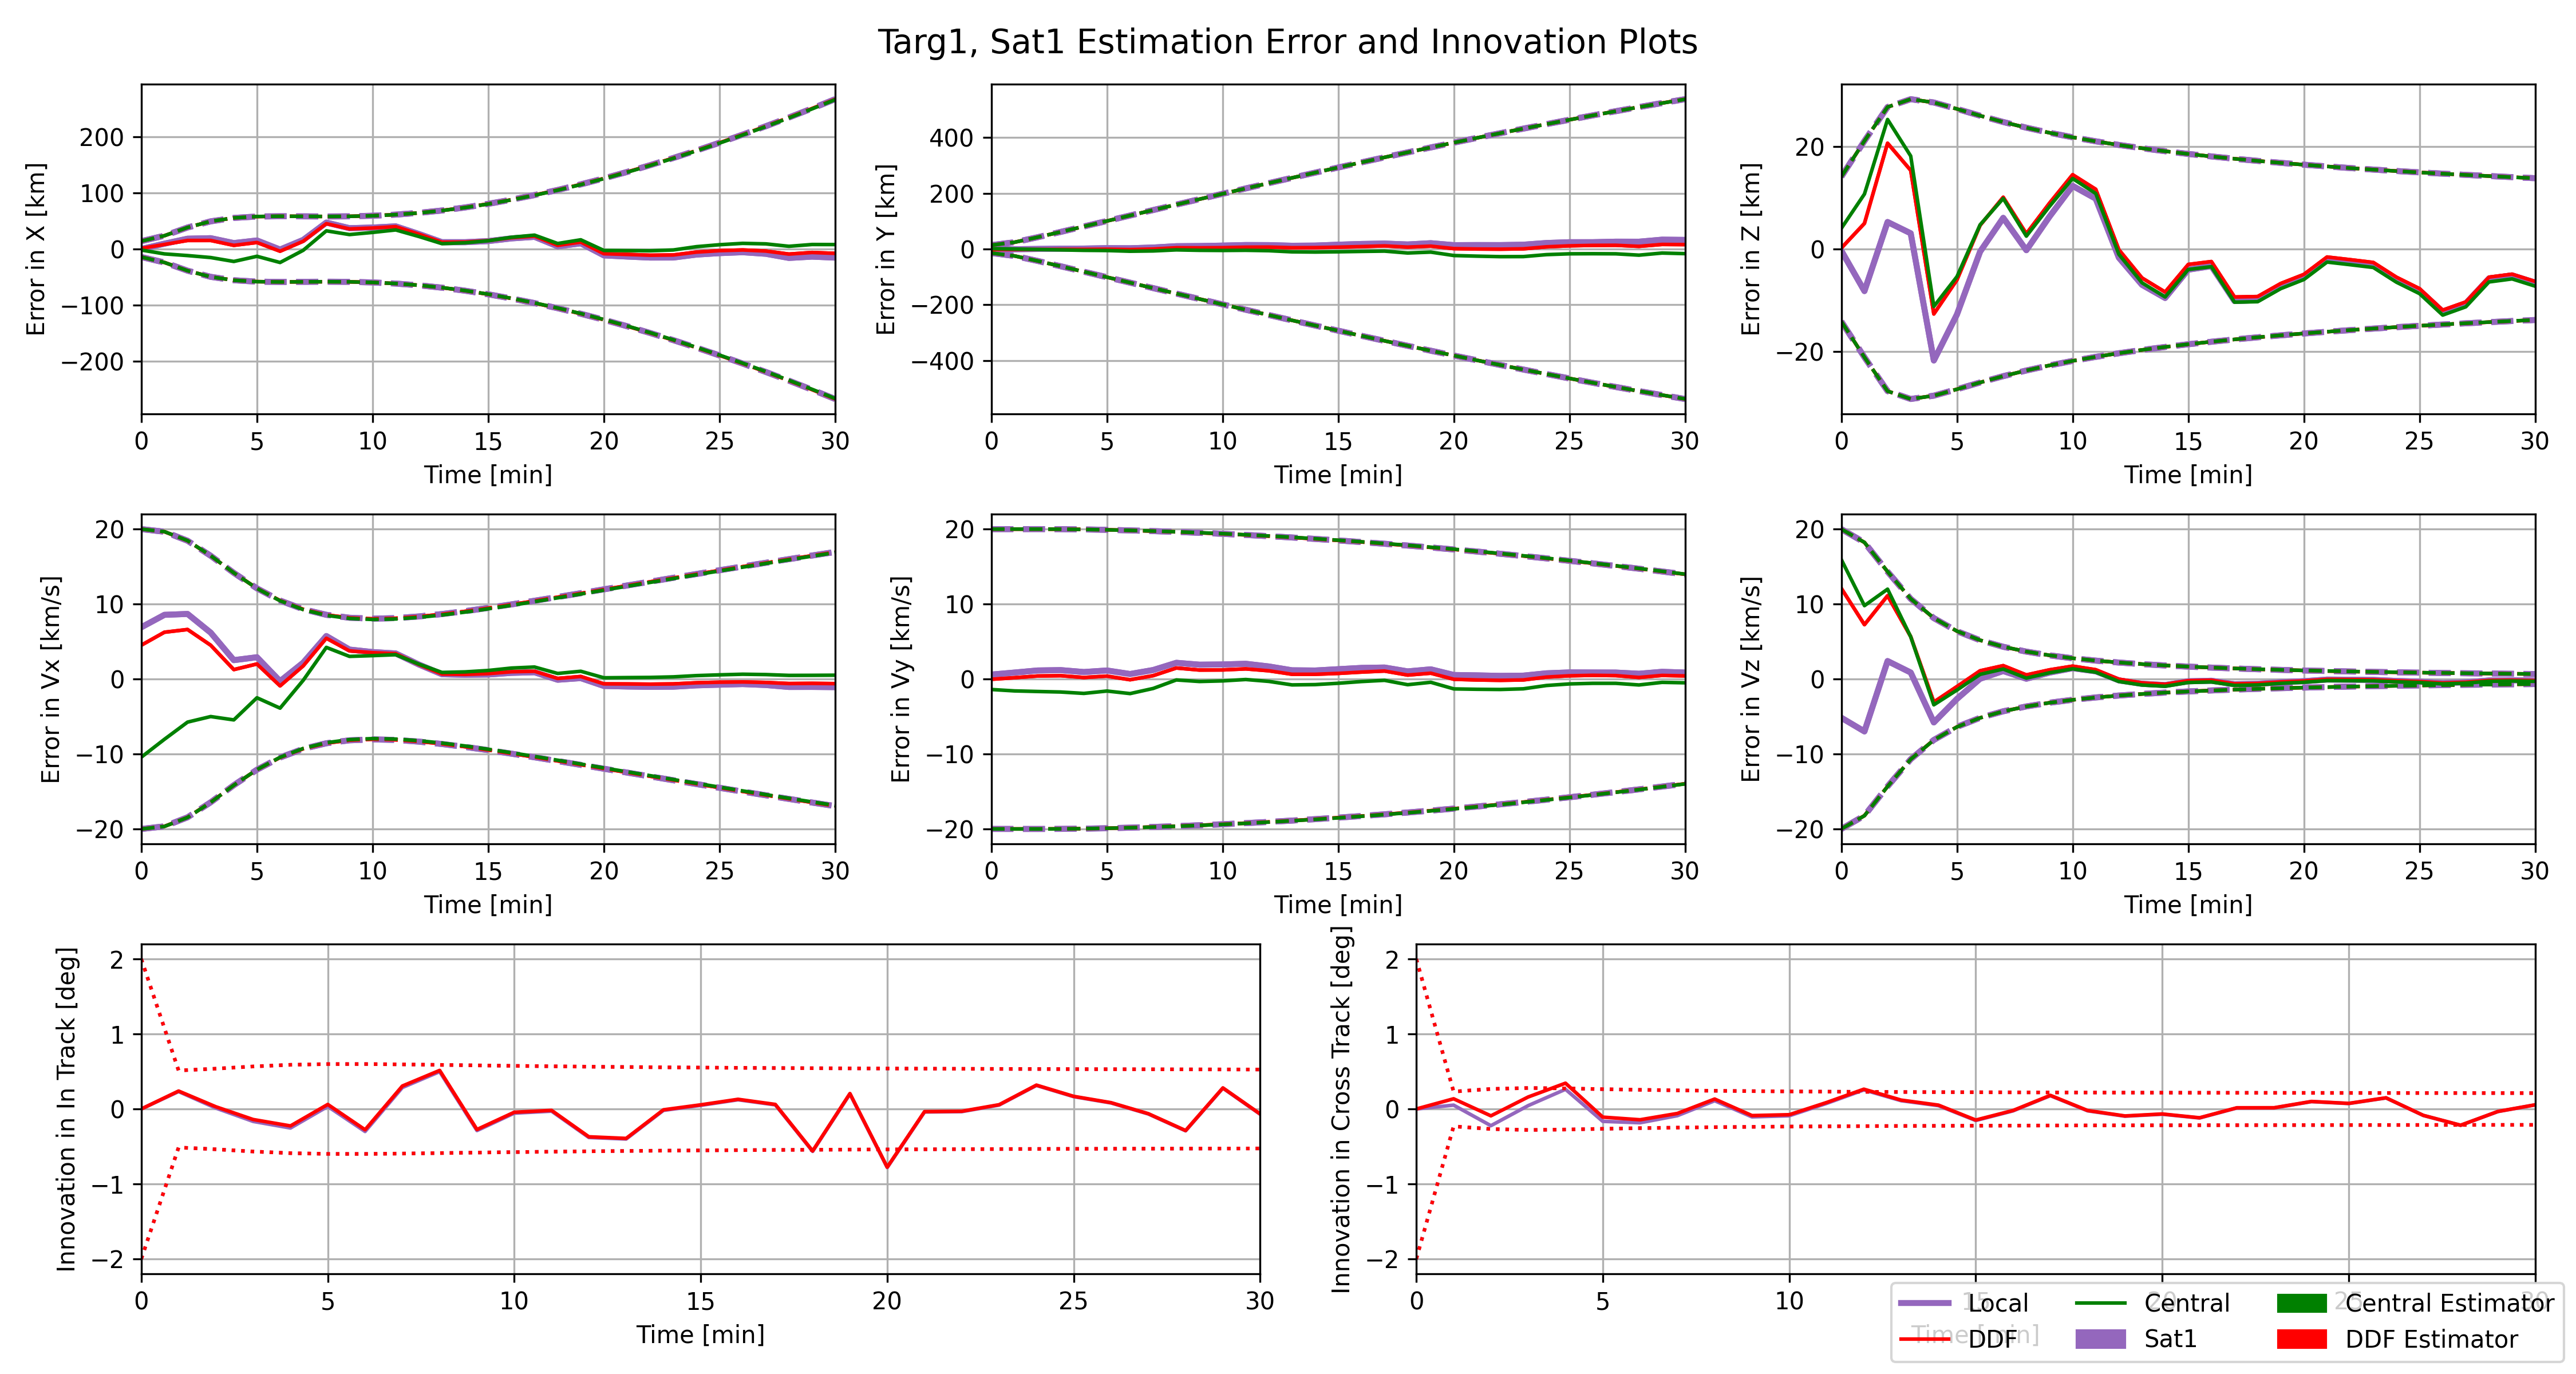 Targ1, Sat1 Estimation Error and Innovation Plots
Error in X [km]
200
100
0
−100
−200
0 5 10 15 20 25 30
Time [min]
Error in Y [km]
400
200
0
−200
−400
0 5 10 15 20 25 30
Time [min]
Error in Z [km]
20
0
−20
0 5 10 15 20 25 30
Time [min]
Error in Vx [km/s]
20
10
0
−10
−20
0 5 10 15 20 25 30
Time [min]
Error in Vy [km/s]
20
10
0
−10
−20
0 5 10 15 20 25 30
Time [min]
Error in Vz [km/s]
20
10
0
−10
−20
0 5 10 15 20 25 30
Time [min]
Innovation in In Track [deg]
2
1
0
−1
−2
0 5 10 15 20 25 30
Time [min]
Innovation in Cross Track [deg]
2
1
0
−1
−2
0 5 10 15 20 25 30
Time [min]
Local Central Central Estimator
DDF Sat1 DDF Estimator